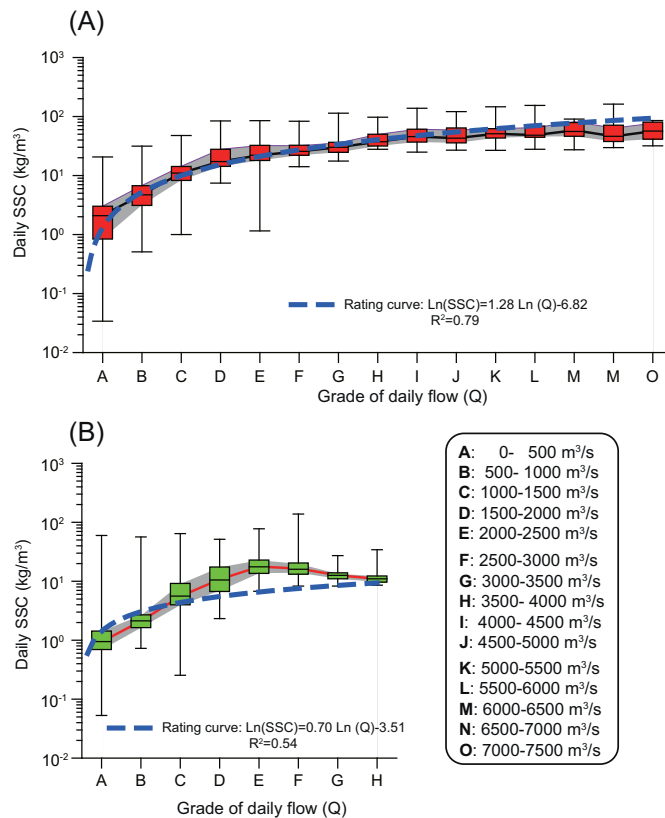 (A)
10³
10²
10¹
10⁰
10⁻¹
10⁻²
Daily SSC (kg/m³)
Rating curve: Ln(SSC)=1.28 Ln (Q)-6.82
R²=0.79
A B C D E F G H I J K L M M O
Grade of daily flow (Q)
(B)
10³
10²
10¹
10⁰
10⁻¹
10⁻²
Daily SSC (kg/m³)
Rating curve: Ln(SSC)=0.70 Ln (Q)-3.51
R²=0.54
A B C D E F G H
Grade of daily flow (Q)
A: 0- 500 m³/s
B: 500- 1000 m³/s
C: 1000-1500 m³/s
D: 1500-2000 m³/s
E: 2000-2500 m³/s
F: 2500-3000 m³/s
G: 3000-3500 m³/s
H: 3500- 4000 m³/s
I: 4000- 4500 m³/s
J: 4500-5000 m³/s
K: 5000-5500 m³/s
L: 5500-6000 m³/s
M: 6000-6500 m³/s
N: 6500-7000 m³/s
O: 7000-7500 m³/s